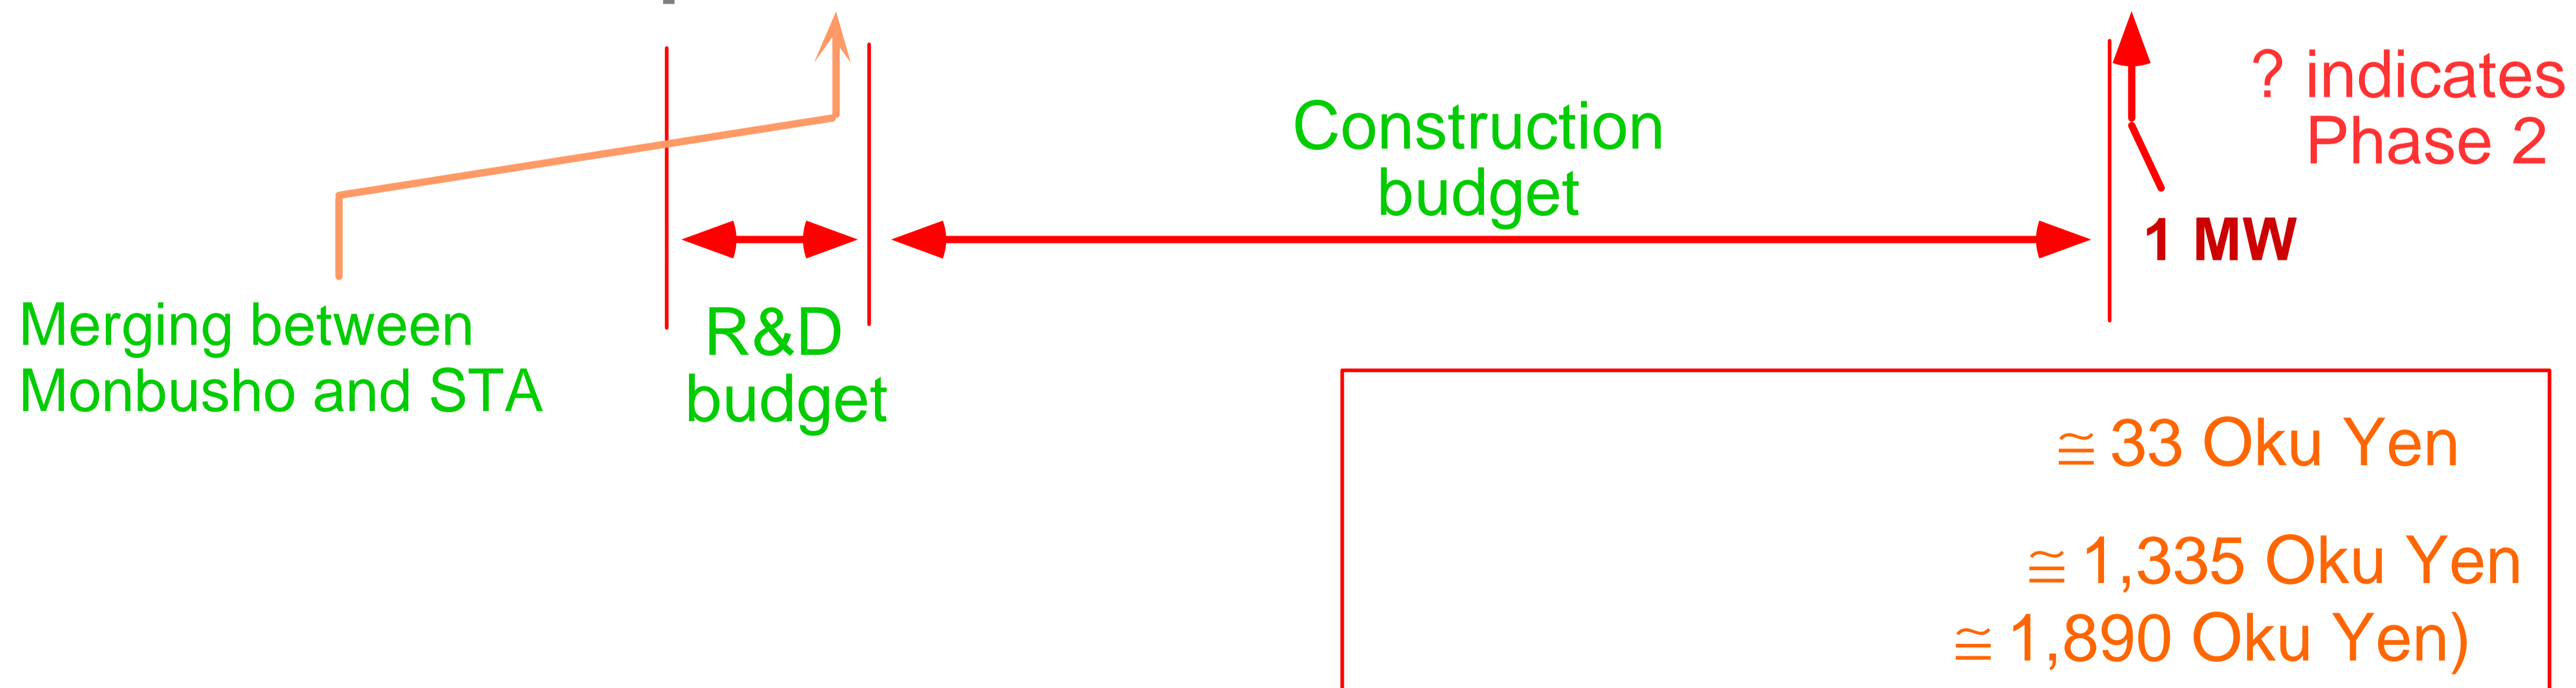 ? indicates
Phase 2
Construction
budget
1 MW
Merging between
Monbusho and STA
R&D
budget
≅ 33 Oku Yen
≅ 1,335 Oku Yen
≅ 1,890 Oku Yen)